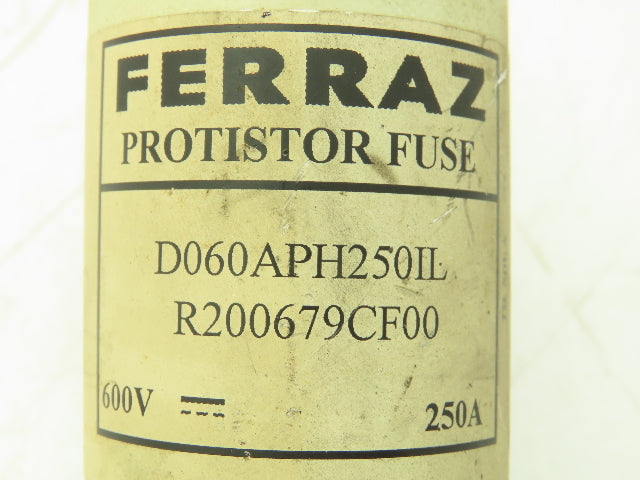 FERRAZ
PROTISTOR FUSE
D060APH250IL
R200679CF00
600V ⎓ 250A